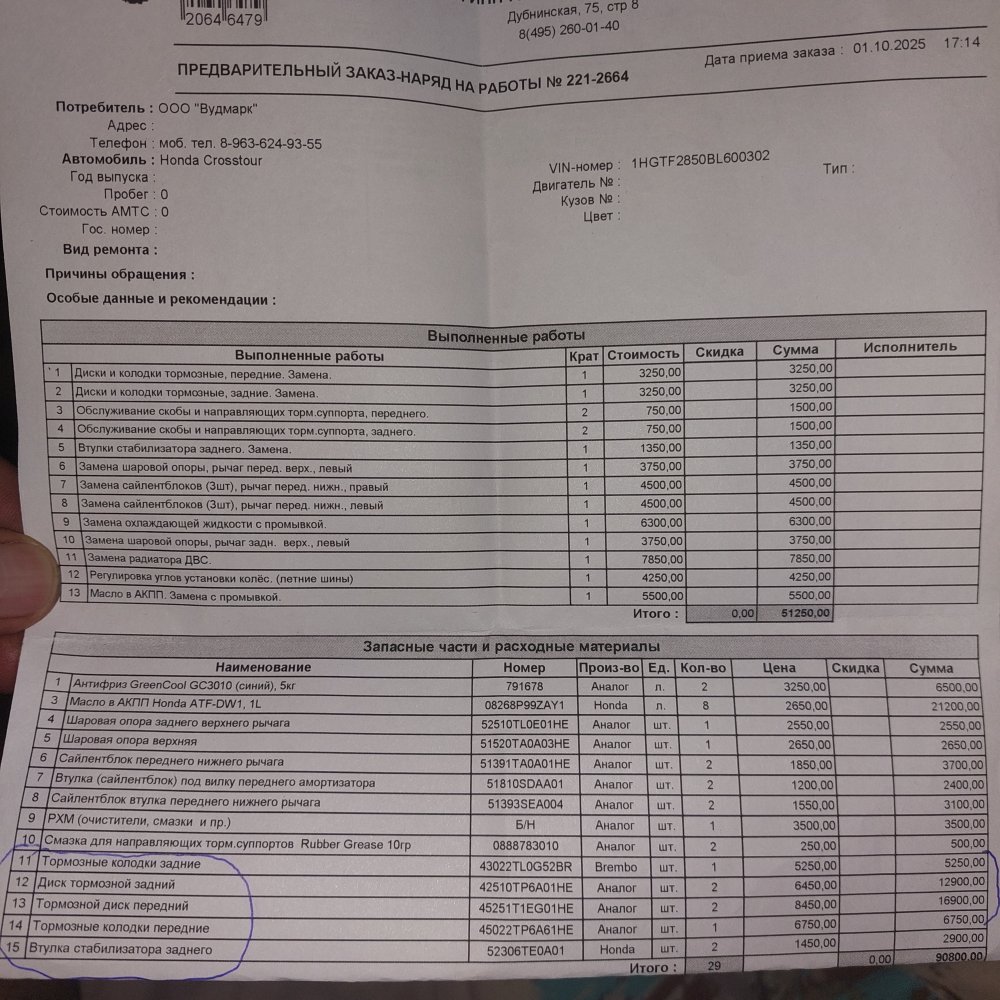 2064 6479
Дубнинская, 75, стр 8
8(495) 260-01-40
Дата приема заказа : 01.10.2025 17:14
ПРЕДВАРИТЕЛЬНЫЙ ЗАКАЗ-НАРЯД НА РАБОТЫ № 221-2664
Потребитель : ООО "Вудмарк"
Адрес :
Телефон : моб. тел. 8-963-624-93-55
Автомобиль : Honda Crosstour
Год выпуска :
Пробег : 0
Стоимость АМТС : 0
Гос. номер :
VIN-номер : 1HGTF2850BL600302 Тип :
Двигатель № :
Кузов № :
Цвет :
Вид ремонта :
Причины обращения :
Особые данные и рекомендации :
Выполненные работы
Выполненные работы Крат Стоимость Скидка Сумма Исполнитель
1 Диски и колодки тормозные, передние. Замена. 1 3250,00 3250,00
2 Диски и колодки тормозные, задние. Замена. 1 3250,00 3250,00
3 Обслуживание скобы и направляющих торм.суппорта, переднего. 2 750,00 1500,00
4 Обслуживание скобы и направляющих торм.суппорта, заднего. 2 750,00 1500,00
5 Втулки стабилизатора заднего. Замена. 1 1350,00 1350,00
6 Замена шаровой опоры, рычаг перед. верх., левый 1 3750,00 3750,00
7 Замена сайлентблоков (3шт), рычаг перед. нижн., правый 1 4500,00 4500,00
8 Замена сайлентблоков (3шт), рычаг перед. нижн., левый 1 4500,00 4500,00
9 Замена охлаждающей жидкости с промывкой. 1 6300,00 6300,00
10 Замена шаровой опоры, рычаг задн. верх., левый 1 3750,00 3750,00
11 Замена радиатора ДВС. 1 7850,00 7850,00
12 Регулировка углов установки колёс. (летние шины) 1 4250,00 4250,00
13 Масло в АКПП. Замена с промывкой. 1 5500,00 5500,00
Итого : 0,00 51250,00
Запасные части и расходные материалы
Наименование Номер Произ-во Ед. Кол-во Цена Скидка Сумма
1 Антифриз GreenCool GC3010 (синий), 5кг 791678 Аналог л. 2 3250,00 6500,00
3 Масло в АКПП Honda ATF-DW1, 1L 08268P99ZAY1 Honda л. 8 2650,00 21200,00
4 Шаровая опора заднего верхнего рычага 52510TL0E01HE Аналог шт. 1 2550,00 2550,00
5 Шаровая опора верхняя 51520TA0A03HE Аналог шт. 1 2650,00 2650,00
6 Сайлентблок переднего нижнего рычага 51391TA0A01HE Аналог шт. 2 1850,00 3700,00
7 Втулка (сайлентблок) под вилку переднего амортизатора 51810SDAA01 Аналог шт. 2 1200,00 2400,00
8 Сайлентблок втулка переднего нижнего рычага 51393SEA004 Аналог шт. 2 1550,00 3100,00
9 РХМ (очистители, смазки и пр.) Б/Н Аналог шт. 1 3500,00 3500,00
10 Смазка для направляющих торм.суппортов Rubber Grease 10гр 0888783010 Аналог шт. 2 250,00 500,00
11 Тормозные колодки задние 43022TL0G52BR Brembo шт. 1 5250,00 5250,00
12 Диск тормозной задний 42510TP6A01HE Аналог шт. 2 6450,00 12900,00
13 Тормозной диск передний 45251T1EG01HE Аналог шт. 2 8450,00 16900,00
14 Тормозные колодки передние 45022TP6A61HE Аналог шт. 1 6750,00 6750,00
15 Втулка стабилизатора заднего 52306TE0A01 Honda шт. 2 1450,00 2900,00
Итого : 29 0,00 90800,00